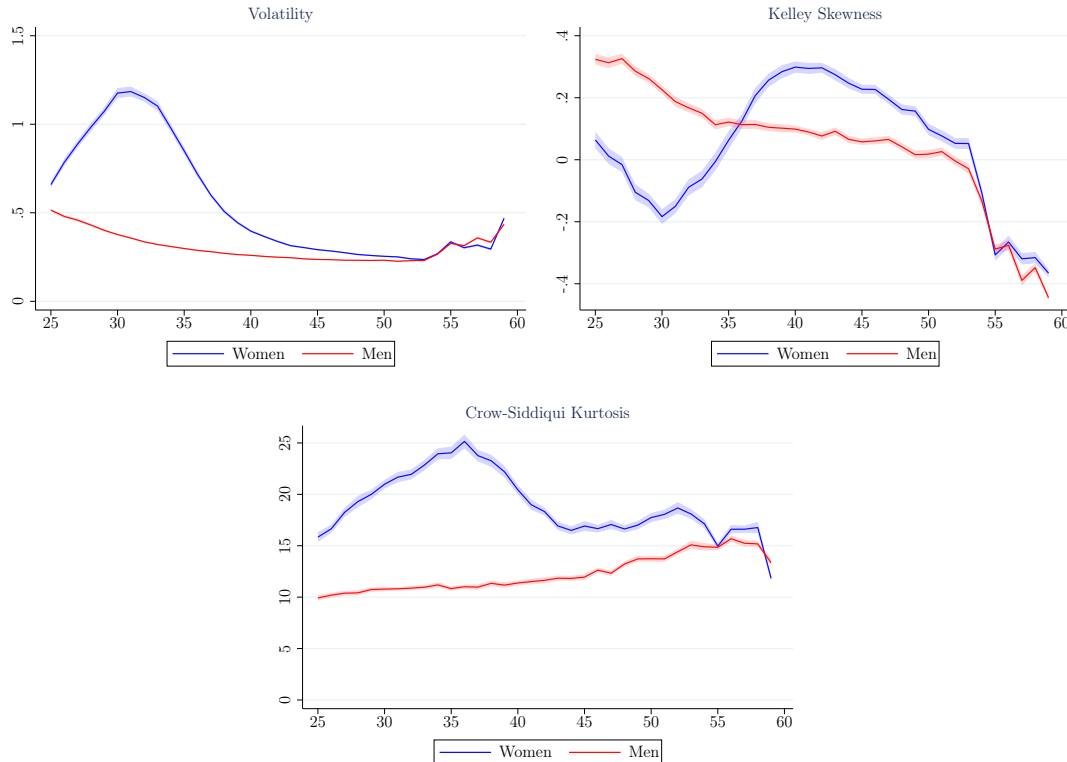 Volatility
1.5
1
.5
0
25 30 35 40 45 50 55 60
Women Men
Kelley Skewness
.4
.2
0
-.2
-.4
25 30 35 40 45 50 55 60
Women Men
Crow-Siddiqui Kurtosis
25
20
15
10
5
0
25 30 35 40 45 50 55 60
Women Men